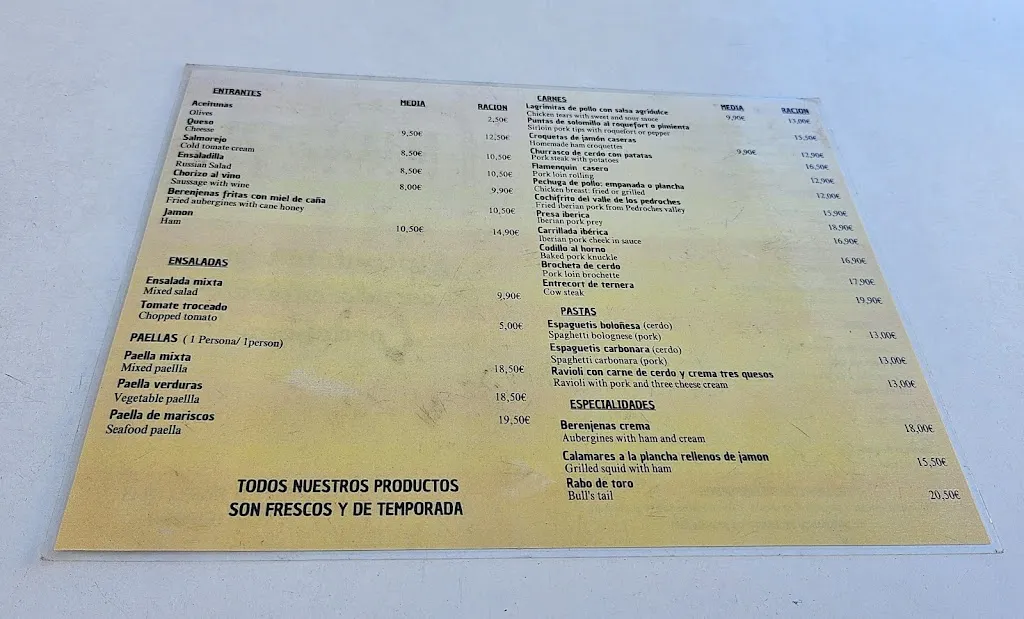 ENTRANTES
MEDIA RACION
Aceitunas 2,50€
Olives
Queso 9,50€ 12,50€
Cheesse
Salmorejo 8,50€ 10,50€
Cold tomate cream
Ensaladilla 8,50€ 10,50€
Russian Salad
Chorizo al vino 8,00€ 9,90€
Saussage with wine
Berenjenas fritas con miel de caña 10,50€
Fried aubergines with cane honey
Jamon 10,50€ 14,90€
Ham
ENSALADAS
Ensalada mixta 9,90€
Mixed salad
Tomate troceado 5,00€
Chopped tomato
PAELLAS ( 1 Persona/ 1person)
Paella mixta 18,50€
Mixed paellla
Paella verduras 18,50€
Vegetable paellla
Paella de mariscos 19,50€
Seafood paella
TODOS NUESTROS PRODUCTOS
SON FRESCOS Y DE TEMPORADA
CARNES
MEDIA RACION
Lagrimitas de pollo con salsa agridulce 9,90€ 13,00€
Chicken tears with sweet and sour sauce
Puntas de solomillo al roquefort o pimienta 15,50€
Sirloin pork tips with roquefort or pepper
Croquetas de jamón caseras 9,90€ 12,90€
Homemade ham croquettes
Churrasco de cerdo con patatas 16,50€
Pork steak with potatoes
Flamenquin casero 12,90€
Pork loin rolling
Pechuga de pollo: empanada o plancha 12,00€
Chicken breast: fried or grilled
Cochifrito del valle de los pedroches 15,90€
Fried iberian pork from Pedroches valley
Presa iberica 18,90€
Iberian pork prey
Carrillada ibérica 16,90€
Iberian pork cheek in sauce
Codillo al horno 16,90€
Baked pork knuckle
Brocheta de cerdo 17,90€
Pork loin brochette
Entrecort de ternera 19,90€
Cow steak
PASTAS
Espaguetis boloñesa (cerdo) 13,00€
Spaghetti bolognese (pork)
Espaguetis carbonara (cerdo) 13,00€
Spaghetti carbonara (pork)
Ravioli con carne de cerdo y crema tres quesos 13,00€
Ravioli with pork and three cheese cream
ESPECIALIDADES
Berenjenas crema 18,00€
Aubergines with ham and cream
Calamares a la plancha rellenos de jamon 15,50€
Grilled squid with ham
Rabo de toro 20,50€
Bull's tail